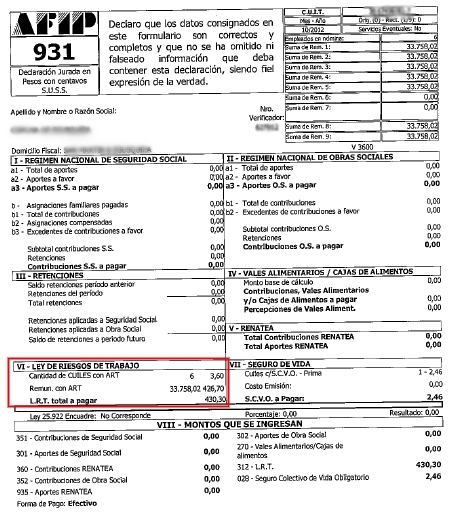 AFIP
931
Declaración Jurada en
Pesos con centavos
S.U.S.S.
Declaro que los datos consignados en
este formulario son correctos y
completos y que no se ha omitido ni
falseado información que deba
contener esta declaración, siendo fiel
expresión de la verdad.
C.U.I.T.
Mes - Año Orig. (0) - Rect. (1/9): 0
10/2012 Servicios Eventuales: No
Empleados en nómina: 6
Suma de Rem. 1: 33.758,02
Suma de Rem. 2: 33.758,02
Suma de Rem. 3: 33.758,02
Suma de Rem. 4: 33.758,02
Suma de Rem. 5: 33.758,02
Suma de Rem. 6: 0,00
Suma de Rem. 7: 0,00
Suma de Rem. 8: 33.758,02
Suma de Rem. 9: 33.758,02
Apellido y Nombre o Razón Social:
Nro.
Verificador:
Domicilio Fiscal:
V 3600
I - REGIMEN NACIONAL DE SEGURIDAD SOCIAL
a1 - Total de aportes 0,00
a2 - Aportes a favor 0,00
a3 - Aportes S.S. a pagar 0,00
b - Asignaciones familiares pagadas 0,00
b1 - Total de contribuciones 0,00
b2 - Asignaciones compensadas 0,00
b3 - Excedentes de contribuciones a favor 0,00
Subtotal contribuciones S.S. 0,00
Retenciones 0,00
Contribuciones S.S. a pagar 0,00
II - REGIMEN NACIONAL DE OBRAS SOCIALES
a1 - Total de aportes 0,00
a2 - Aportes a favor 0,00
a3 - Aportes O.S. a pagar 0,00
b1 - Total de contribuciones 0,00
b2 - Excedentes de contribuciones a favor 0,00
Subtotal contribuciones O.S. 0,00
Retenciones 0,00
Contribuciones O.S. a pagar 0,00
III - RETENCIONES
Saldo retenciones período anterior 0,00
Retenciones del período 0,00
Total retenciones 0,00
Retenciones aplicadas a Seguridad Social 0,00
Retenciones aplicadas a Obra Social 0,00
Saldo de retenciones a período futuro 0,00
IV - VALES ALIMENTARIOS / CAJAS DE ALIMENTOS
Monto base de cálculo 0,00
Contribuciones, Vales Alimentarios
y/o Cajas de Alimentos a pagar 0,00
Percepciones de Vales Aliment. 0,00
V - RENATEA
Total Contribuciones RENATEA 0,00
Total Aportes RENATEA 0,00
VI - LEY DE RIESGOS DE TRABAJO
Cantidad de CUILES con ART 6 3,60
Remun. con ART 33.758,02 426,70
L.R.T. total a pagar 430,30
VII - SEGURO DE VIDA
Cuiles c/S.C.V.O. - Prima 1 - 2,46
Costo Emisión: 0,00
S.C.V.O. a Pagar: 2,46
Ley 25.922 Encuadre: No Corresponde Porcentaje: 0,00 Resultado: 0,00
VIII - MONTOS QUE SE INGRESAN
351 - Contribuciones de Seguridad Social 0,00
301 - Aportes de Seguridad Social 0,00
360 - Contribuciones RENATEA 0,00
352 - Contribuciones de Obra Social 0,00
935 - Aportes RENATEA 0,00
302 - Aportes de Obra Social 0,00
270 - Vales Alimentarios/Cajas de
alimentos 0,00
312 - L.R.T. 430,30
028 - Seguro Colectivo de Vida Obligatorio 2,46
Forma de Pago: Efectivo